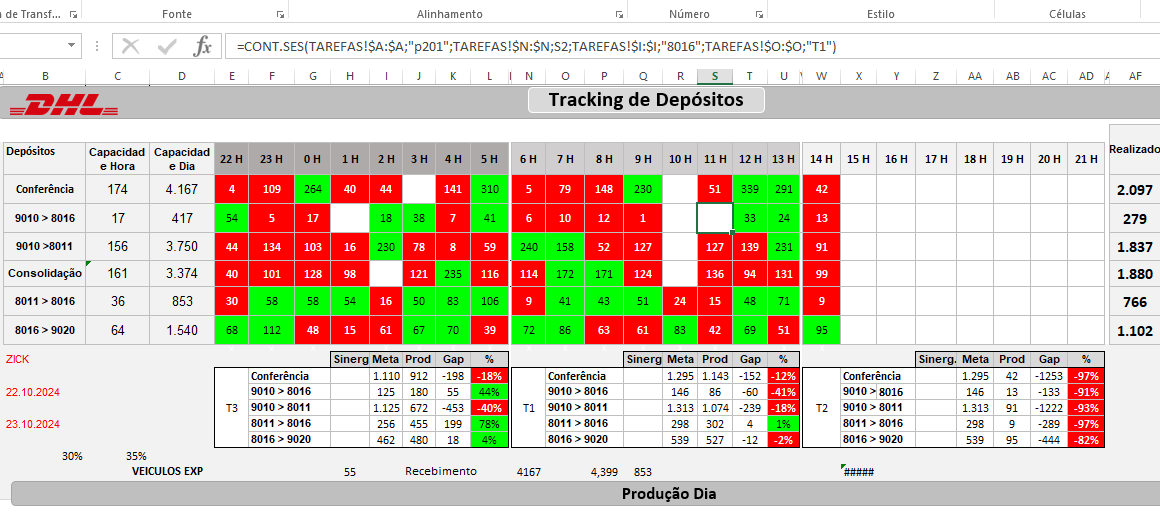 de Transf...
Fonte
Alinhamento
Número
Estilo
Células
fx =CONT.SES(TAREFAS!$A:$A;"p201";TAREFAS!$N:$N;S2;TAREFAS!$I:$I;"8016";TAREFAS!$O:$O;"T1")
B C D E F G H I J K L N O P Q R S T U W X Y Z AA AB AC AD AF
DHL
Tracking de Depósitos
Depósitos Capacidad e Hora Capacidad e Dia 22 H 23 H 0 H 1 H 2 H 3 H 4 H 5 H 6 H 7 H 8 H 9 H 10 H 11 H 12 H 13 H 14 H 15 H 16 H 17 H 18 H 19 H 20 H 21 H Realizado
Conferência 174 4.167 4 109 264 40 44 141 310 5 79 148 230 51 339 291 42 2.097
9010 > 8016 17 417 54 5 17 18 38 7 41 6 10 12 1 33 24 13 279
9010 >8011 156 3.750 44 134 103 16 230 78 8 59 240 158 52 127 127 139 231 91 1.837
Consolidação 161 3.374 40 101 128 98 121 235 116 114 172 171 124 136 94 131 99 1.880
8011 > 8016 36 853 30 58 58 54 16 50 83 106 9 41 43 51 24 15 48 71 9 766
8016 > 9020 64 1.540 68 112 48 15 61 67 70 39 72 86 63 61 83 42 69 51 95 1.102
ZICK
22.10.2024
23.10.2024
30% 35%
T3
Sinerg Meta Prod Gap %
Conferência 1.110 912 -198 -18%
9010 > 8016 125 180 55 44%
9010 > 8011 1.125 672 -453 -40%
8011 > 8016 256 455 199 78%
8016 > 9020 462 480 18 4%
T1
Sinerg Meta Prod Gap %
Conferência 1.295 1.143 -152 -12%
9010 > 8016 146 86 -60 -41%
9010 > 8011 1.313 1.074 -239 -18%
8011 > 8016 298 302 4 1%
8016 > 9020 539 527 -12 -2%
T2
Sinerg. Meta Prod Gap %
Conferência 1.295 42 -1253 -97%
9010 > 8016 146 13 -133 -91%
9010 > 8011 1.313 91 -1222 -93%
8011 > 8016 298 9 -289 -97%
8016 > 9020 539 95 -444 -82%
VEICULOS EXP 55 Recebimento 4167 4,399 853 #####
Produção Dia